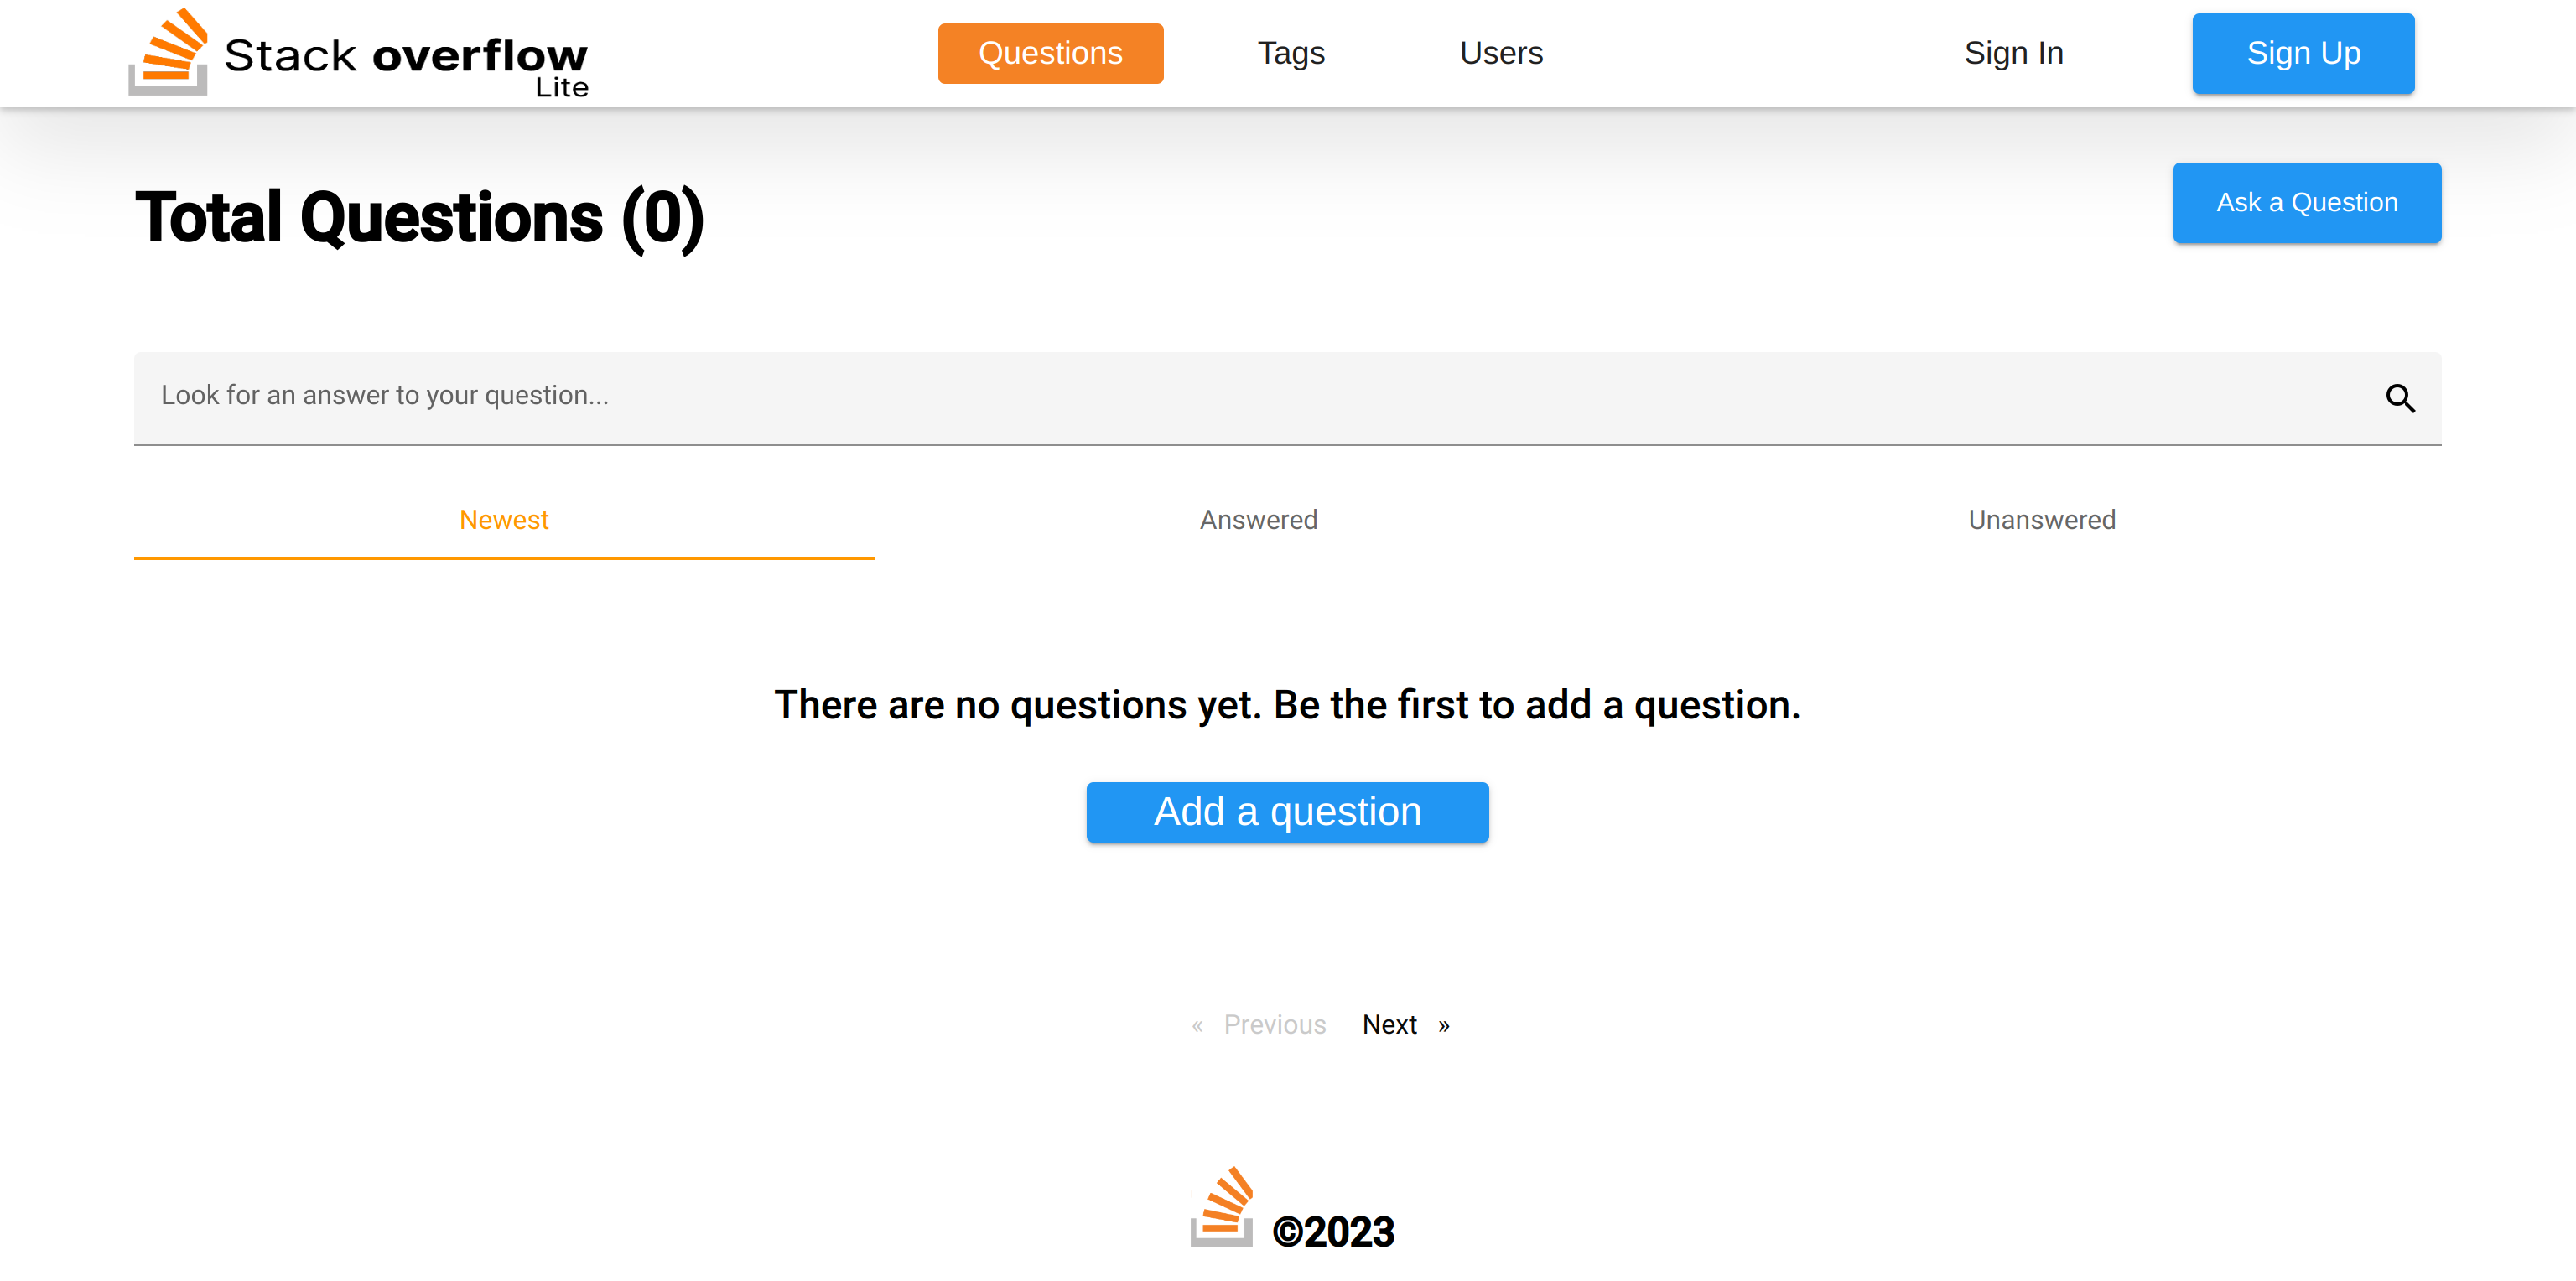 Stack overflow
Lite
Questions
Tags
Users
Sign In
Sign Up
Total Questions (0)
Ask a Question
Look for an answer to your question...
Newest
Answered
Unanswered
There are no questions yet. Be the first to add a question.
Add a question
« Previous
Next »
©2023